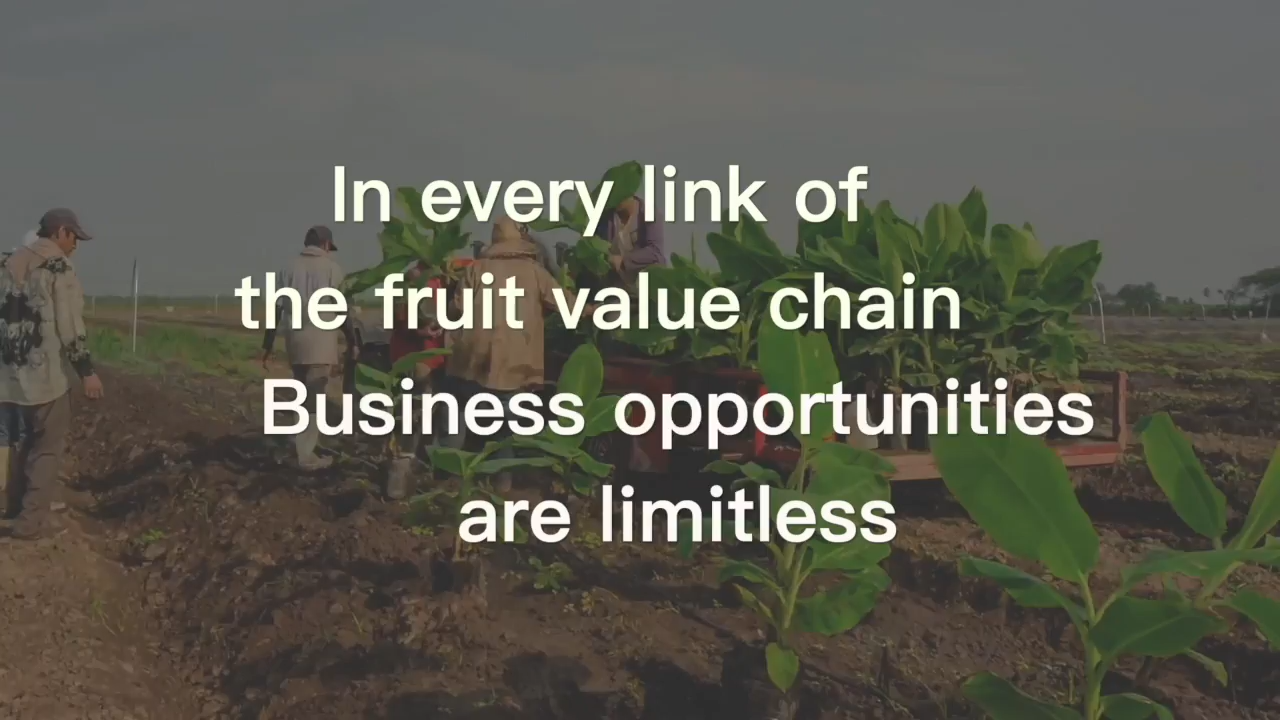 In every link of
the fruit value chain
Business opportunities
are limitless